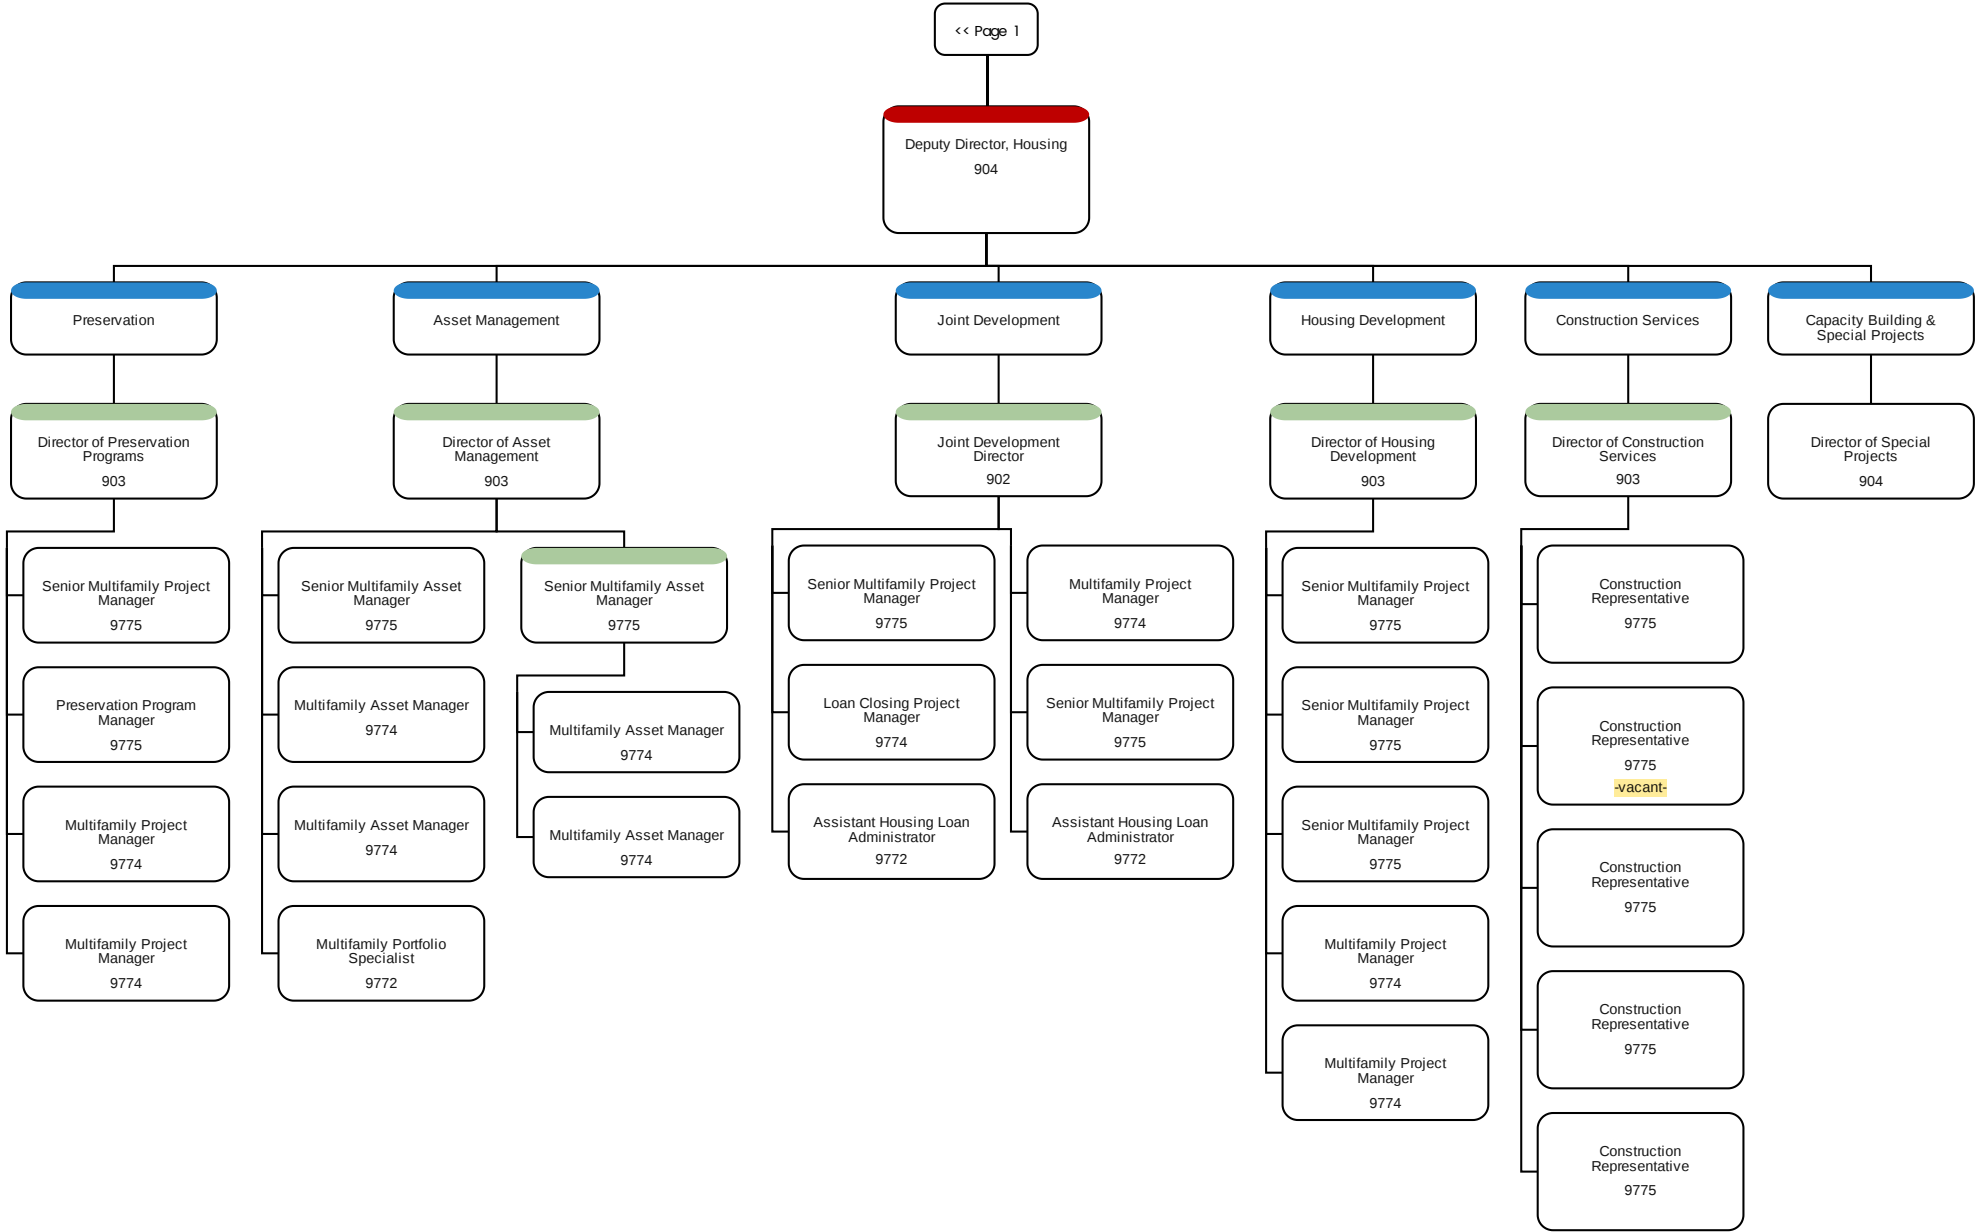 << Page 1
Deputy Director, Housing
904
Preservation
Asset Management
Joint Development
Housing Development
Construction Services
Capacity Building &
Special Projects
Director of Preservation
Programs
903
Director of Asset
Management
903
Joint Development
Director
902
Director of Housing
Development
903
Director of Construction
Services
903
Director of Special
Projects
904
Senior Multifamily Project
Manager
9775
Preservation Program
Manager
9775
Multifamily Project
Manager
9774
Multifamily Project
Manager
9774
Senior Multifamily Asset
Manager
9775
Multifamily Asset Manager
9774
Multifamily Asset Manager
9774
Multifamily Portfolio
Specialist
9772
Senior Multifamily Asset
Manager
9775
Multifamily Asset Manager
9774
Multifamily Asset Manager
9774
Senior Multifamily Project
Manager
9775
Loan Closing Project
Manager
9774
Assistant Housing Loan
Administrator
9772
Multifamily Project
Manager
9774
Senior Multifamily Project
Manager
9775
Assistant Housing Loan
Administrator
9772
Senior Multifamily Project
Manager
9775
Senior Multifamily Project
Manager
9775
Senior Multifamily Project
Manager
9775
Multifamily Project
Manager
9774
Multifamily Project
Manager
9774
Construction
Representative
9775
Construction
Representative
9775
-vacant-
Construction
Representative
9775
Construction
Representative
9775
Construction
Representative
9775